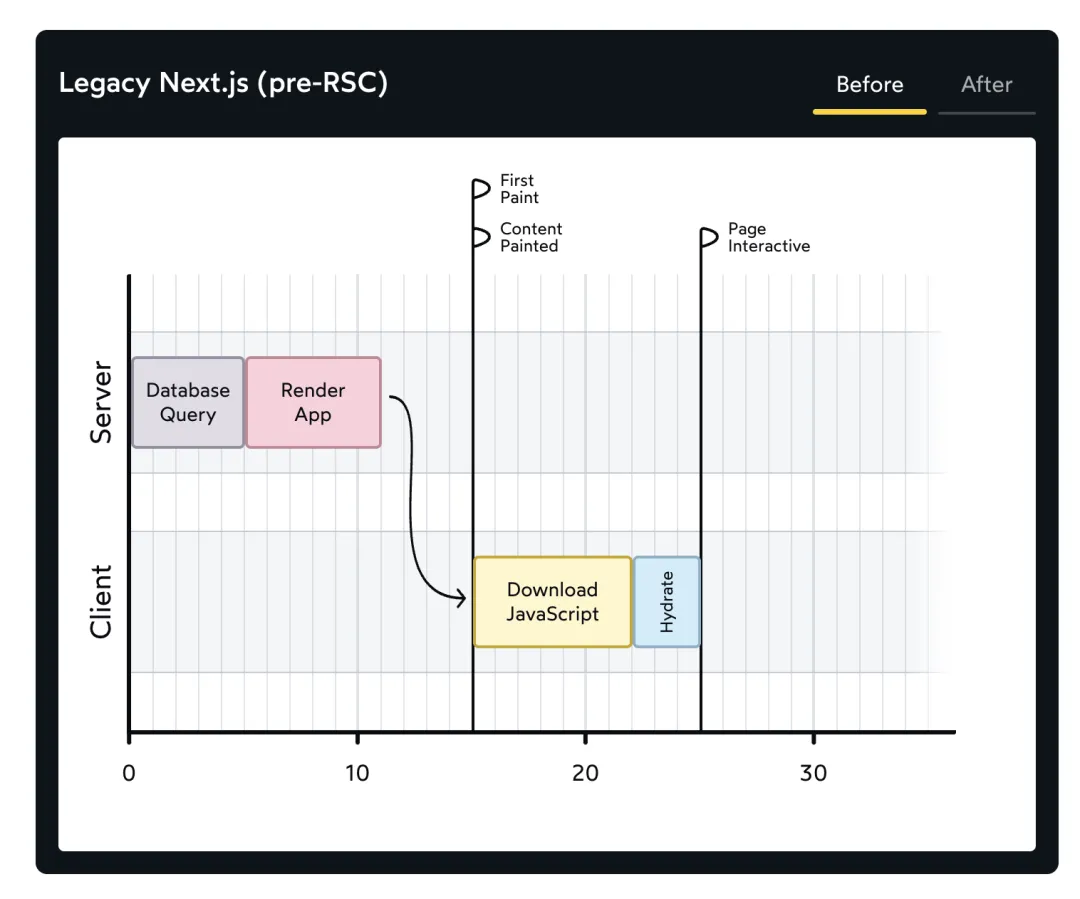 Legacy Next.js (pre-RSC)
Before
After
First
Paint
Content
Painted
Page
Interactive
Server
Database
Query
Render
App
Client
Download
JavaScript
Hydrate
0
10
20
30